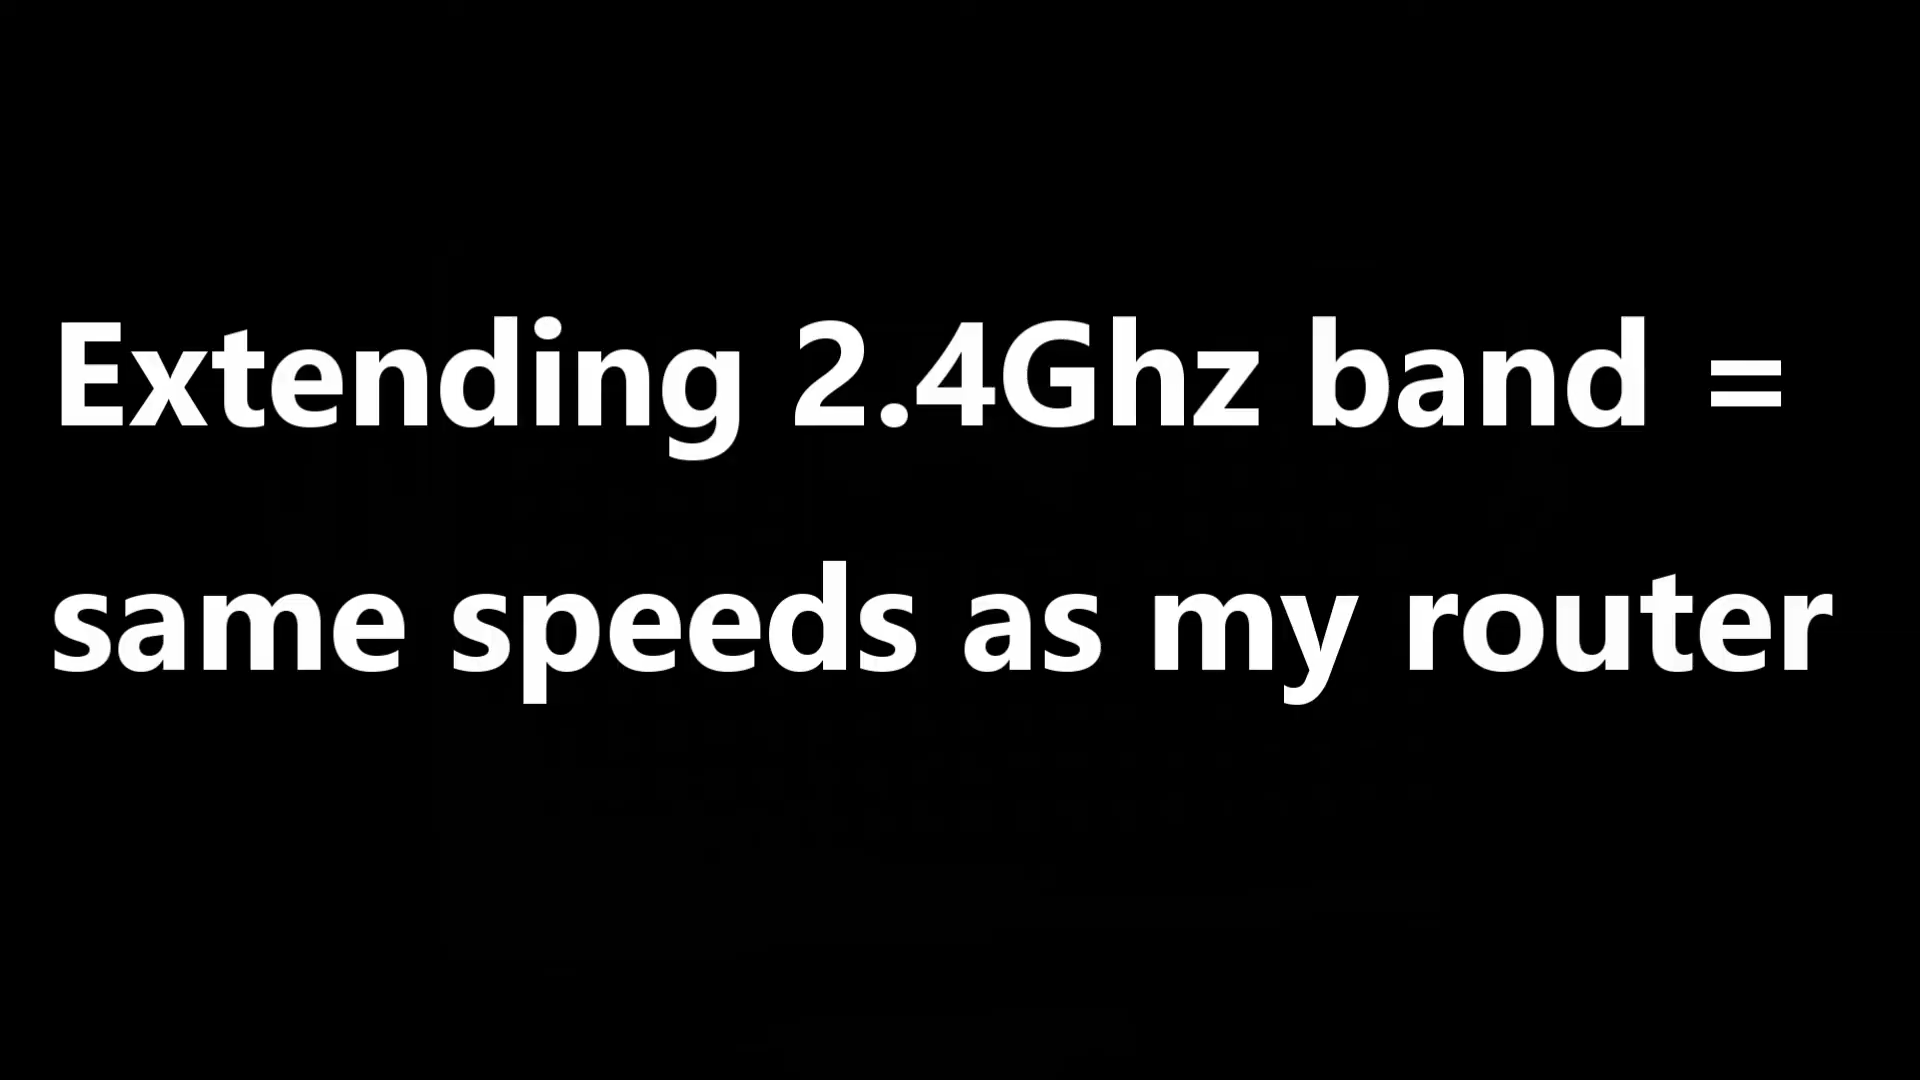 Extending 2.4Ghz band =
same speeds as my router